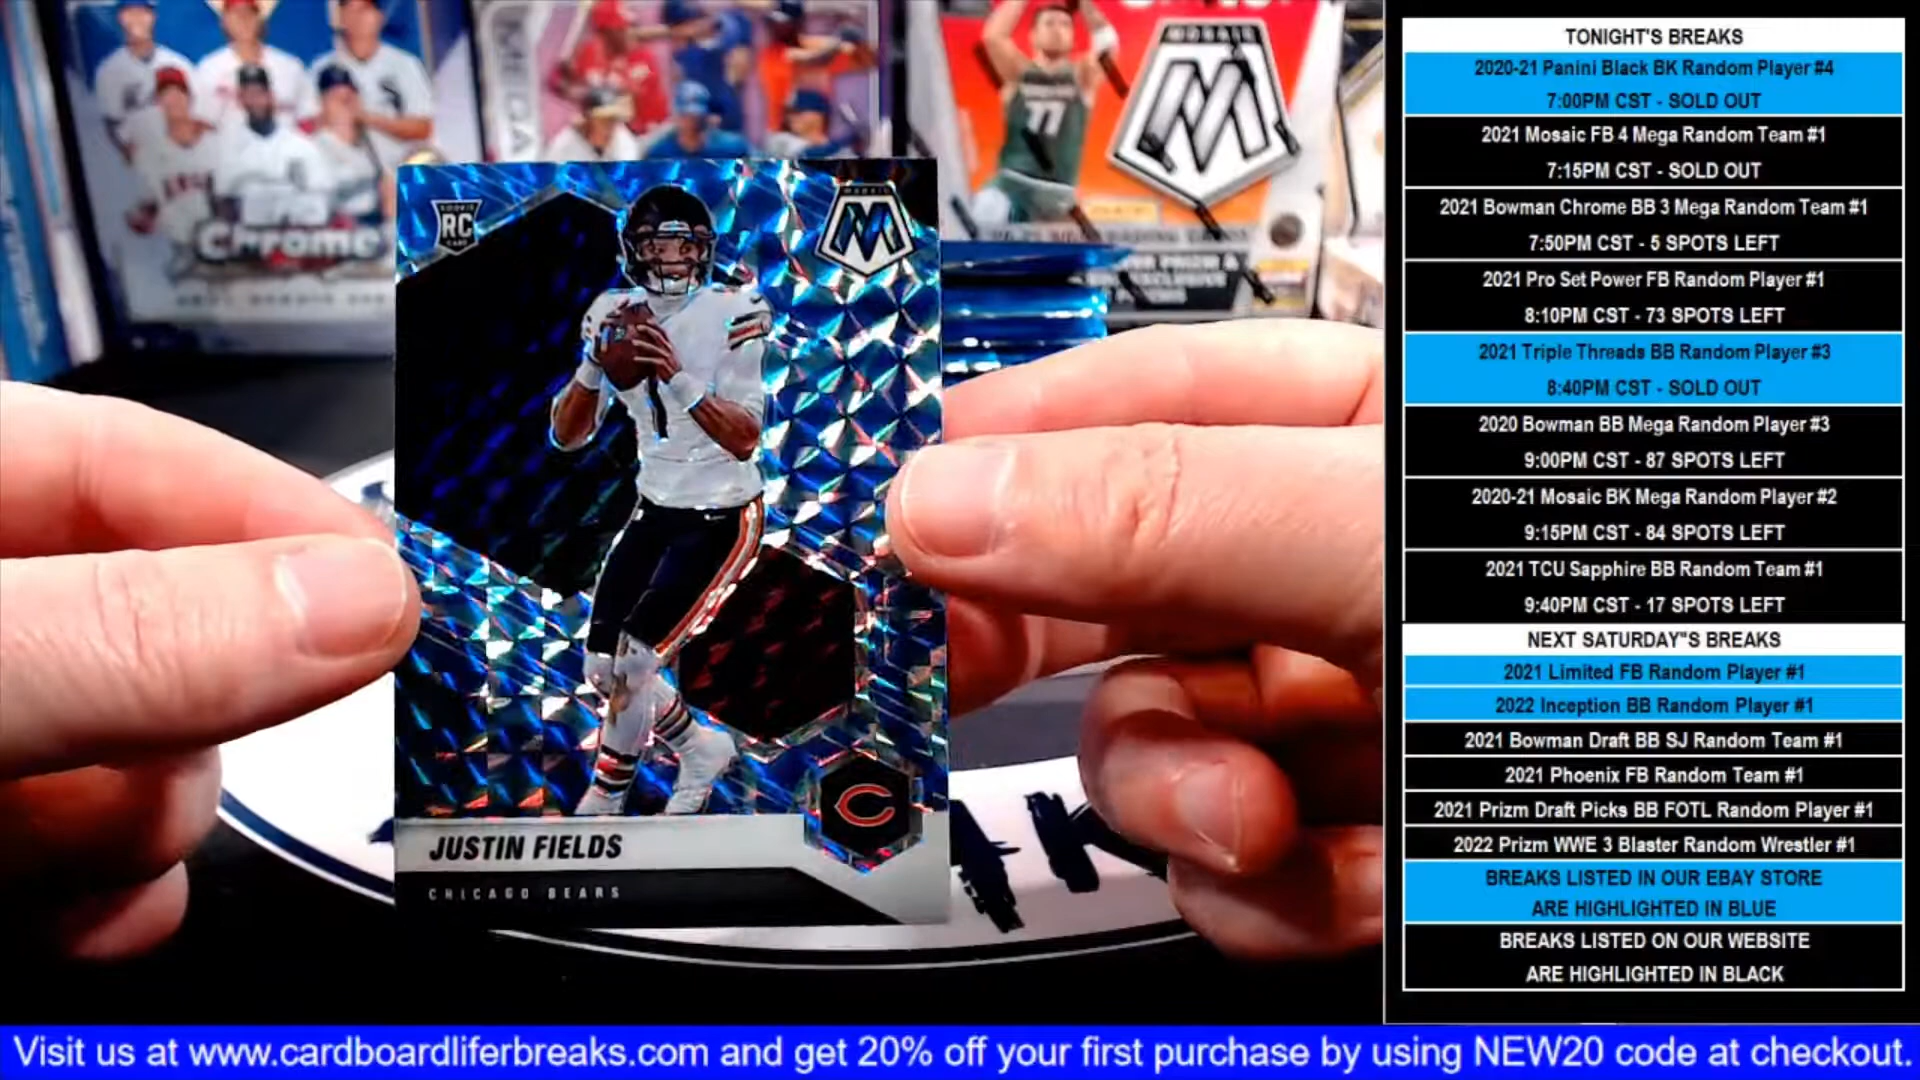 Chrome
77
MOSAIC
ROOKIE
RC
CARD
MOSAIC
JUSTIN FIELDS
CHICAGO BEARS
TONIGHT'S BREAKS
2020-21 Panini Black BK Random Player #4
7:00PM CST - SOLD OUT
2021 Mosaic FB 4 Mega Random Team #1
7:15PM CST - SOLD OUT
2021 Bowman Chrome BB 3 Mega Random Team #1
7:50PM CST - 5 SPOTS LEFT
2021 Pro Set Power FB Random Player #1
8:10PM CST - 73 SPOTS LEFT
2021 Triple Threads BB Random Player #3
8:40PM CST - SOLD OUT
2020 Bowman BB Mega Random Player #3
9:00PM CST - 87 SPOTS LEFT
2020-21 Mosaic BK Mega Random Player #2
9:15PM CST - 84 SPOTS LEFT
2021 TCU Sapphire BB Random Team #1
9:40PM CST - 17 SPOTS LEFT
NEXT SATURDAY"S BREAKS
2021 Limited FB Random Player #1
2022 Inception BB Random Player #1
2021 Bowman Draft BB SJ Random Team #1
2021 Phoenix FB Random Team #1
2021 Prizm Draft Picks BB FOTL Random Player #1
2022 Prizm WWE 3 Blaster Random Wrestler #1
BREAKS LISTED IN OUR EBAY STORE
ARE HIGHLIGHTED IN BLUE
BREAKS LISTED ON OUR WEBSITE
ARE HIGHLIGHTED IN BLACK
Visit us at www.cardboardliferbreaks.com and get 20% off your first purchase by using NEW20 code at checkout.